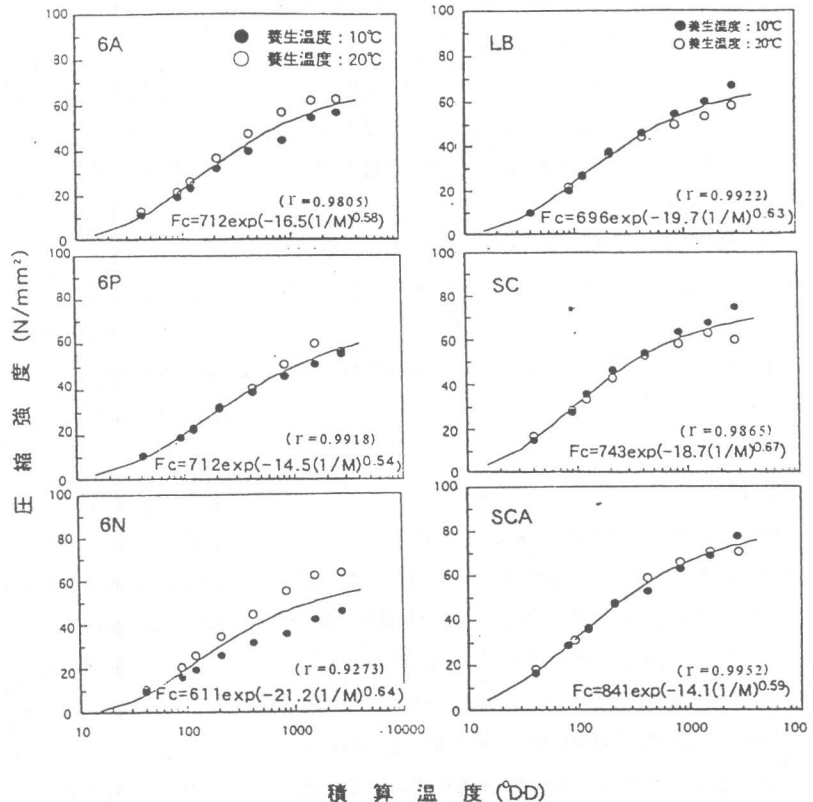 6A
● 養生温度：10℃
○ 養生温度：20℃
100
80
60
40
20
0
(r=0.9805)
Fc=712exp(-16.5(1/M)^0.58)
LB
●養生温度：10℃
○養生温度：20℃
100
80
60
40
20
0
(r=0.9922)
Fc=696exp(-19.7(1/M)^0.63)
6P
100
80
60
40
20
0
(r=0.9918)
Fc=712exp(-14.5(1/M)^0.54)
SC
100
80
60
40
20
0
(r=0.9865)
Fc=743exp(-18.7(1/M)^0.67)
6N
100
80
60
40
20
0
(r=0.9273)
Fc=611exp(-21.2(1/M)^0.64)
10 100 1000 10000
SCA
100
80
60
40
20
0
(r=0.9952)
Fc=841exp(-14.1(1/M)^0.59)
10 100 1000 100
圧縮強度 (N/mm²)
積算温度 (°D·D)